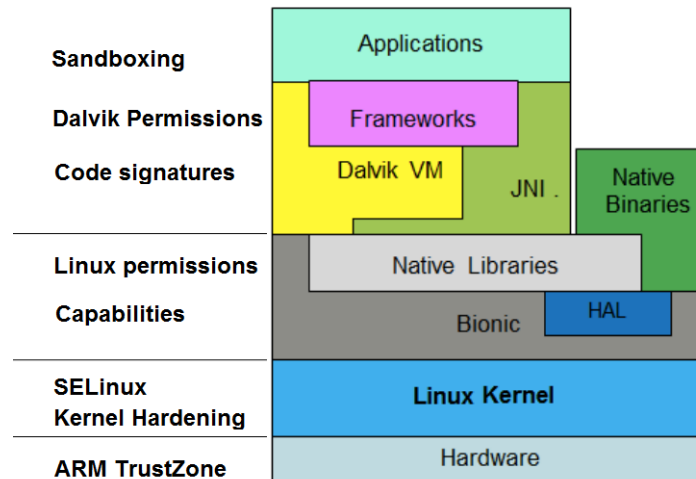 Sandboxing
Dalvik Permissions
Code signatures
Linux permissions
Capabilities
SELinux
Kernel Hardening
ARM TrustZone
Applications
Frameworks
Dalvik VM
JNI .
Native
Binaries
Native Libraries
HAL
Bionic
Linux Kernel
Hardware